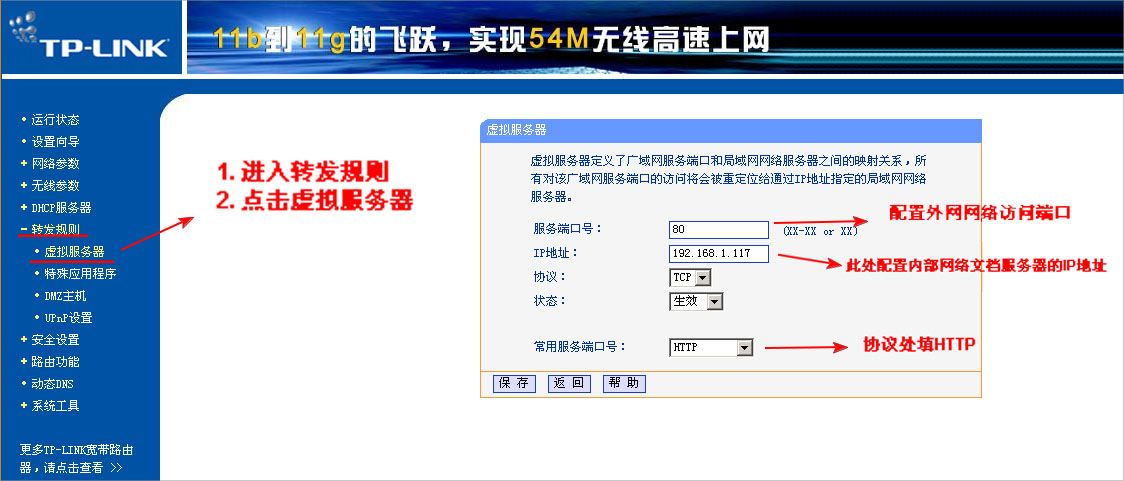 TP-LINK
11b到11g的飞跃，实现54M无线高速上网
运行状态
设置向导
网络参数
无线参数
DHCP服务器
转发规则
虚拟服务器
特殊应用程序
DMZ主机
UPnP设置
安全设置
路由功能
动态DNS
系统工具
更多TP-LINK宽带路由
器，请点击查看 >>
1. 进入转发规则
2. 点击虚拟服务器
虚拟服务器
虚拟服务器定义了广域网服务端口和局域网网络服务器之间的映射关系，所
有对该广域网服务端口的访问将会被重定位给通过IP地址指定的局域网网络
服务器。
服务端口号： 80 (XX-XX or XX)
配置外网网络访问端口
IP地址： 192.168.1.117
此处配置内部网络文档服务器的IP地址
协议： TCP
状态： 生效
常用服务端口号： HTTP
协议处填HTTP
保 存 返 回 帮 助